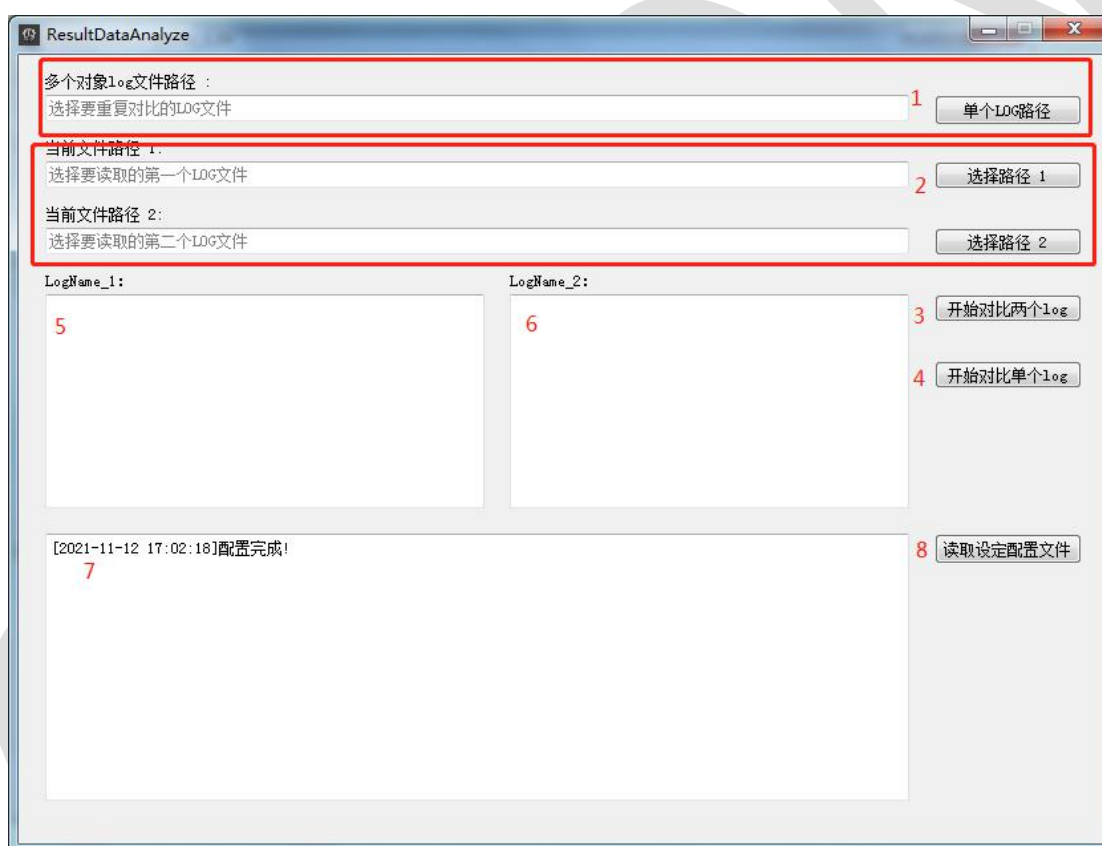 ResultDataAnalyze
多个对象log文件路径 :
选择要重复对比的LOG文件
1
单个LOG路径
当前文件路径 1:
选择要读取的第一个LOG文件
2
选择路径 1
当前文件路径 2:
选择要读取的第二个LOG文件
选择路径 2
LogName_1:
LogName_2:
5
6
3
开始对比两个log
4
开始对比单个log
[2021-11-12 17:02:18]配置完成!
7
8
读取设定配置文件